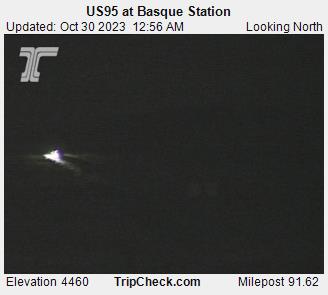 US95 at Basque Station
Updated: Oct 30 2023 12:56 AM Looking North
Elevation 4460 TripCheck.com Milepost 91.62